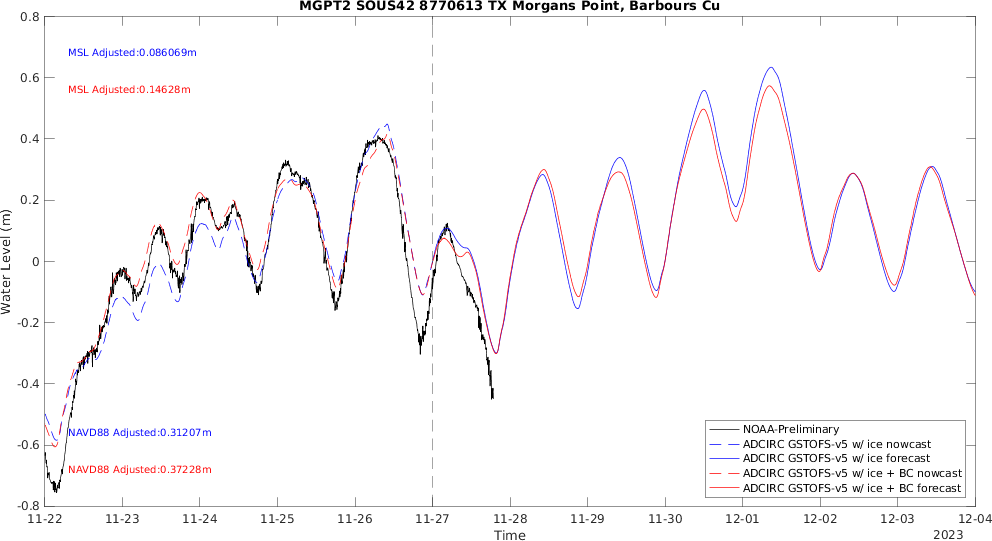 MGPT2 SOUS42 8770613 TX Morgans Point, Barbours Cu
MSL Adjusted:0.086069m
MSL Adjusted:0.14628m
NAVD88 Adjusted:0.31207m
NAVD88 Adjusted:0.37228m
Water Level (m)
0.8
0.6
0.4
0.2
0
-0.2
-0.4
-0.6
-0.8
NOAA-Preliminary
ADCIRC GSTOFS-v5 w/ ice nowcast
ADCIRC GSTOFS-v5 w/ ice forecast
ADCIRC GSTOFS-v5 w/ ice + BC nowcast
ADCIRC GSTOFS-v5 w/ ice + BC forecast
11-22 11-23 11-24 11-25 11-26 11-27 11-28 11-29 11-30 12-01 12-02 12-03 12-04
Time
2023